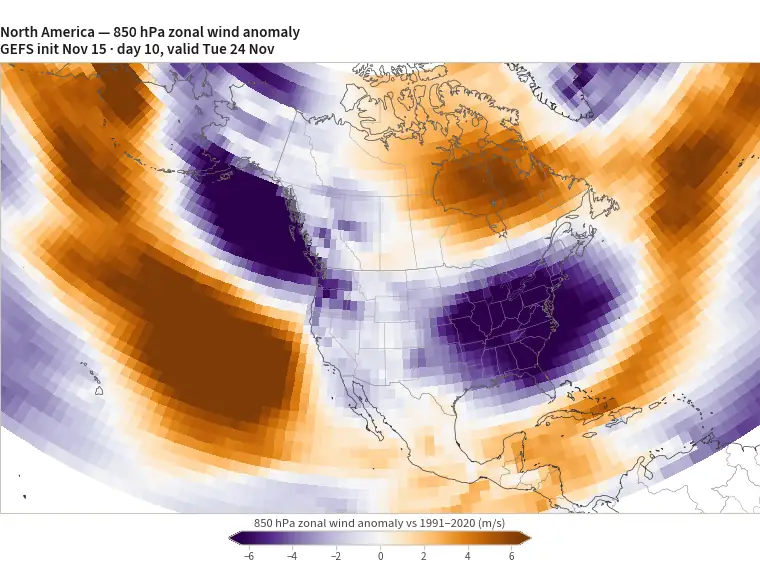 North America — 850 hPa zonal wind anomaly
GEFS init Nov 15 · day 10, valid Tue 24 Nov
850 hPa zonal wind anomaly vs 1991–2020 (m/s)
−6 −4 −2 0 2 4 6